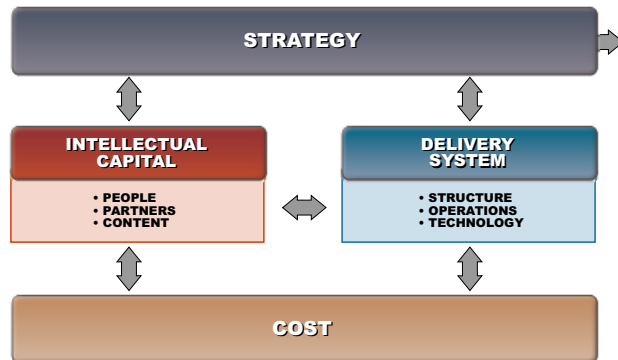 STRATEGY
INTELLECTUAL
CAPITAL
• PEOPLE
• PARTNERS
• CONTENT
DELIVERY
SYSTEM
• STRUCTURE
• OPERATIONS
• TECHNOLOGY
COST